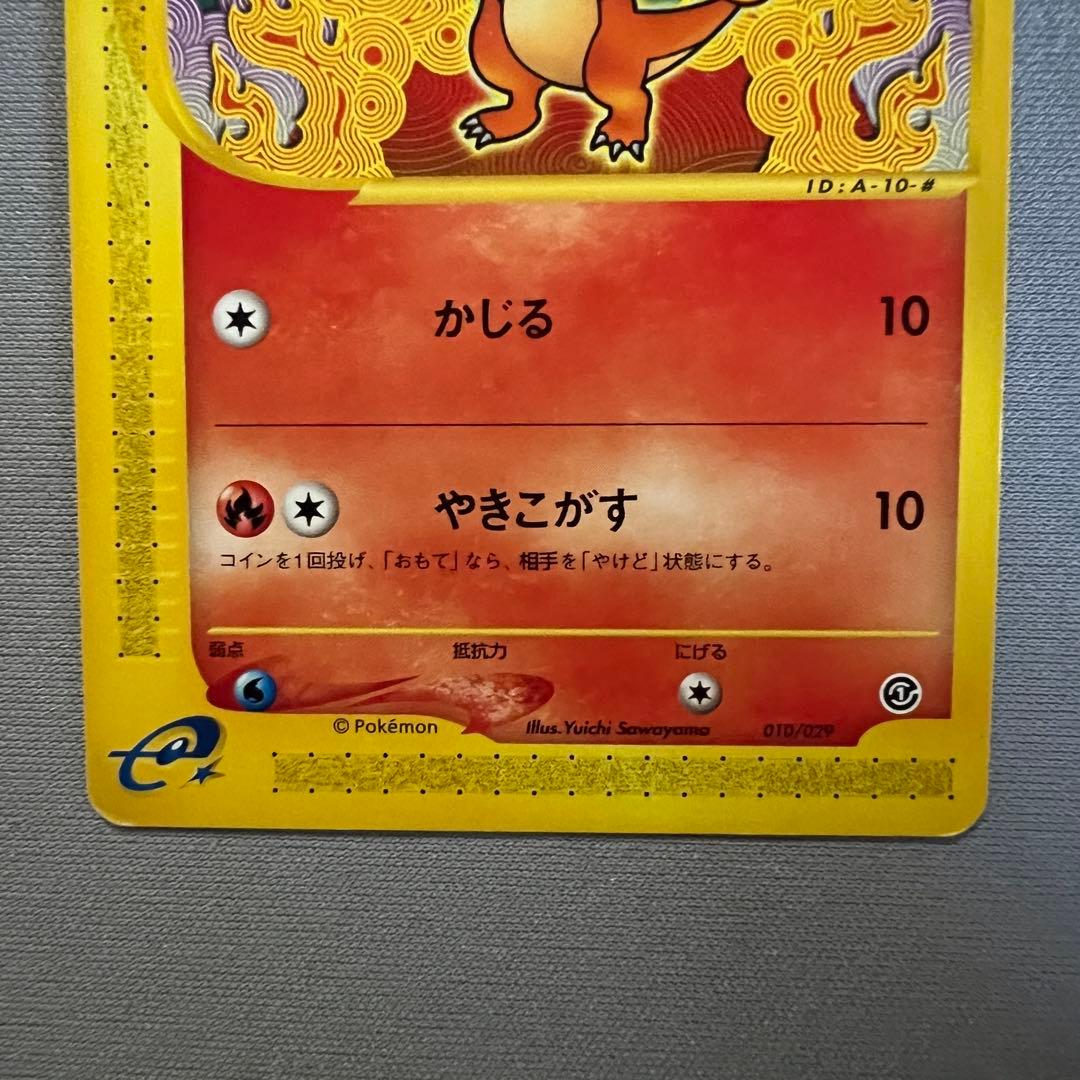 ID:A-10-#
かじる 10
やきこがす 10
コインを1回投げ、「おもて」なら、相手を「やけど」状態にする。
弱点 抵抗力 にげる
© Pokémon Illus. Yuichi Sawayama 010/029